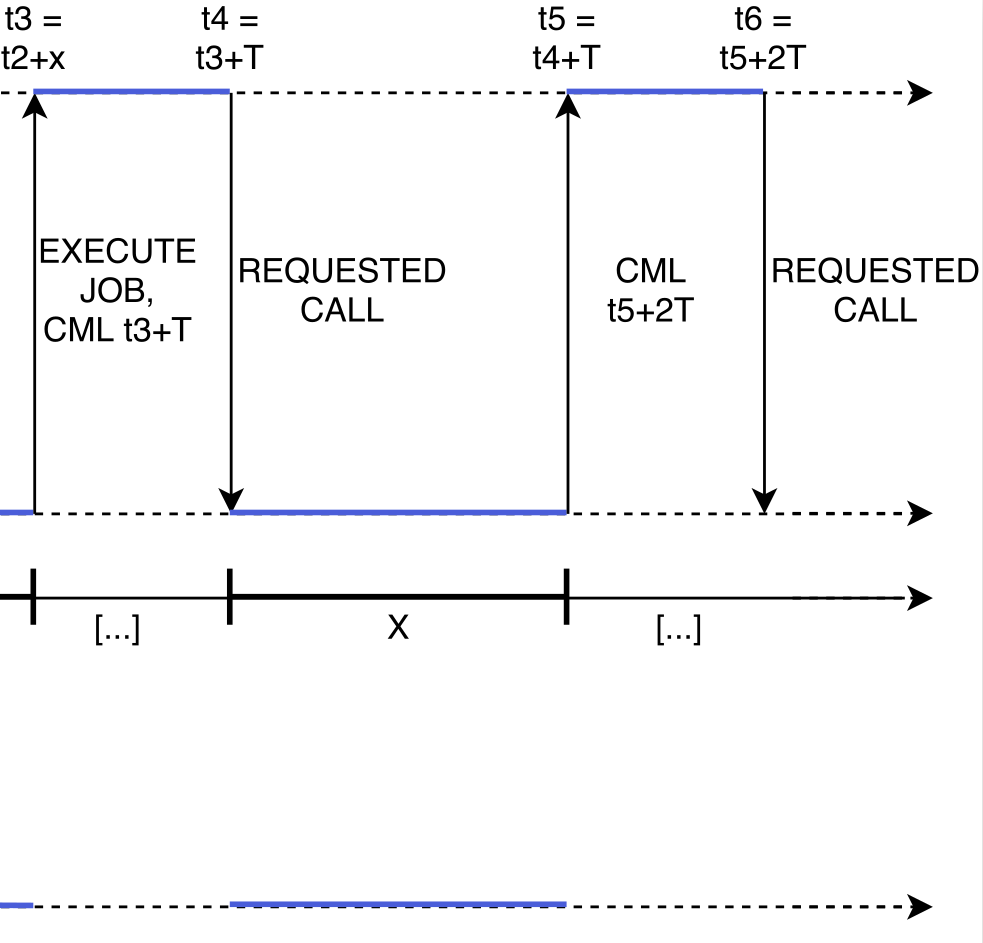 t3 =
t2+x
t4 =
t3+T
t5 =
t4+T
t6 =
t5+2T
EXECUTE
JOB,
CML t3+T
REQUESTED
CALL
CML
t5+2T
REQUESTED
CALL
[...]
X
[...]